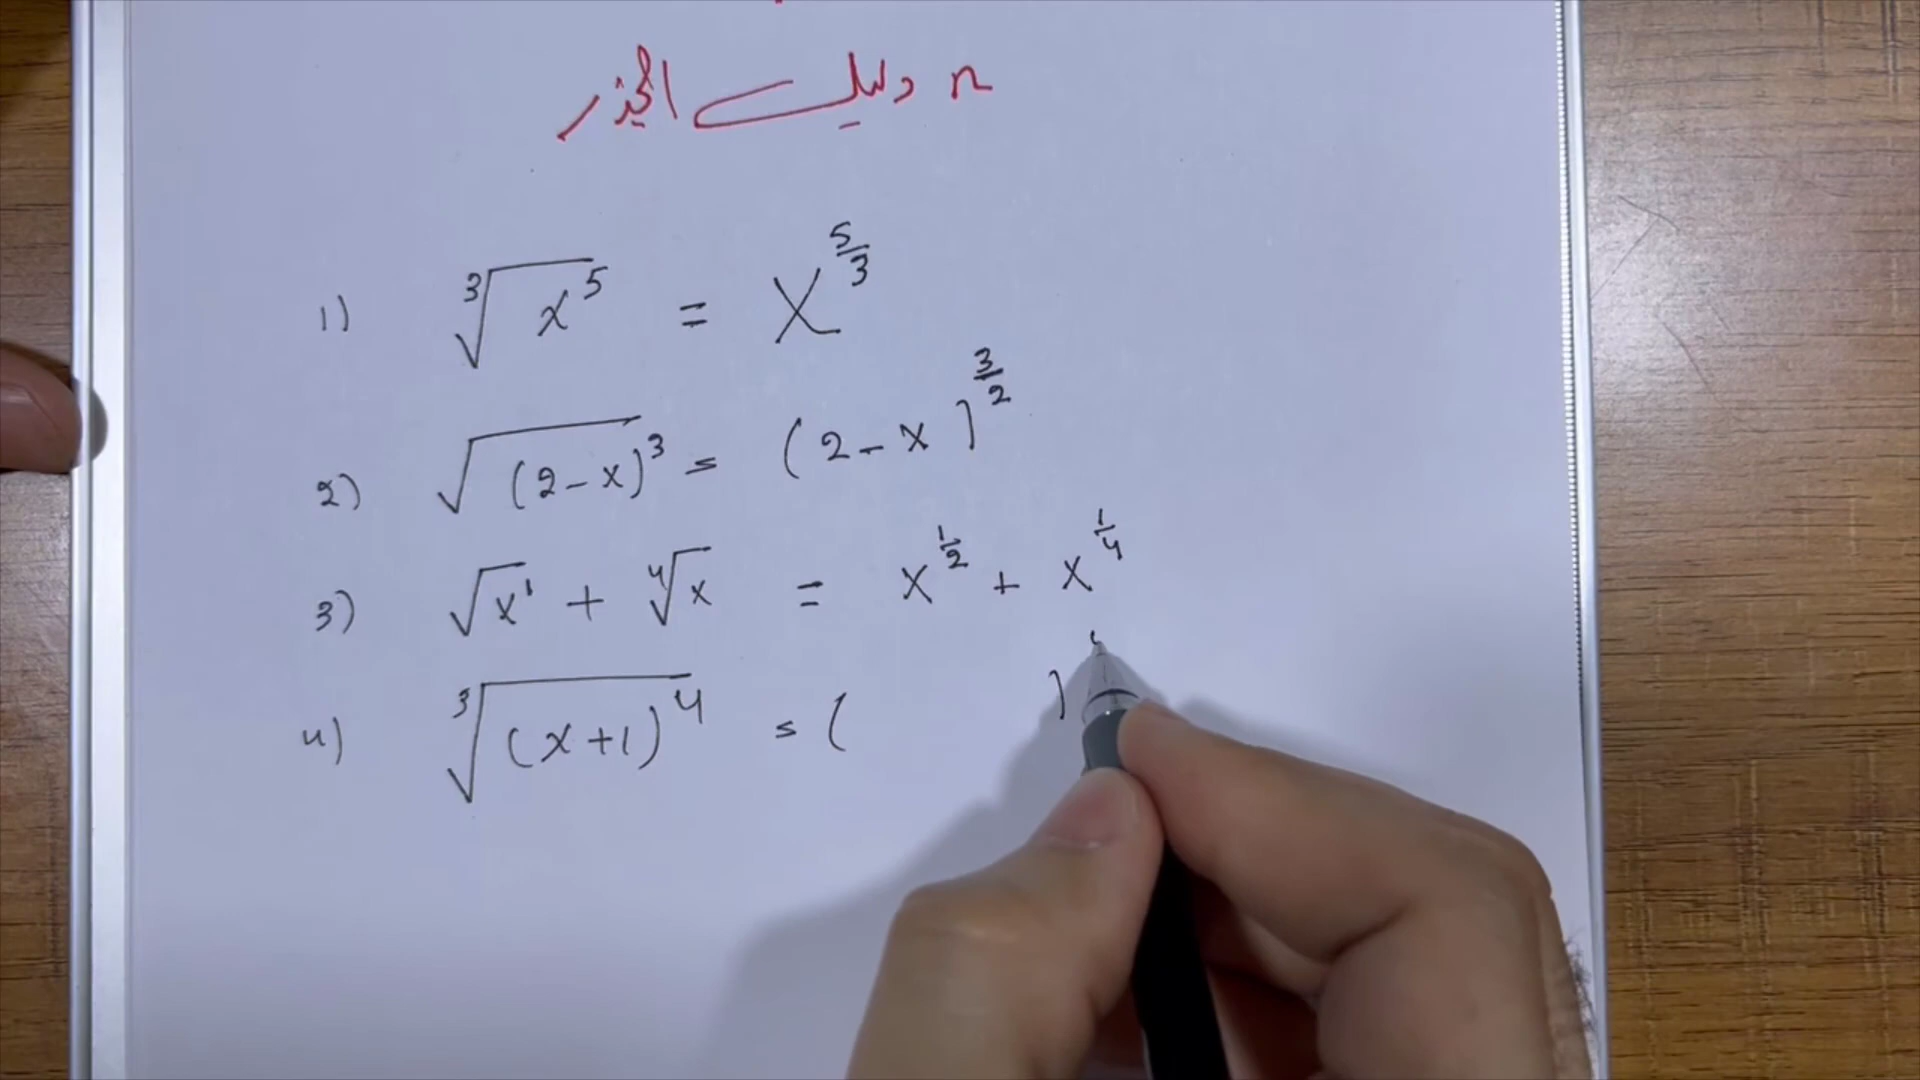 n دليل الجذر
1) ∛x⁵ = x^(5/3)
2) √(2-x)³ = (2-x)^(3/2)
3) √x¹ + ∜x = x^(1/2) + x^(1/4)
4) ∛(x+1)⁴ = ( )